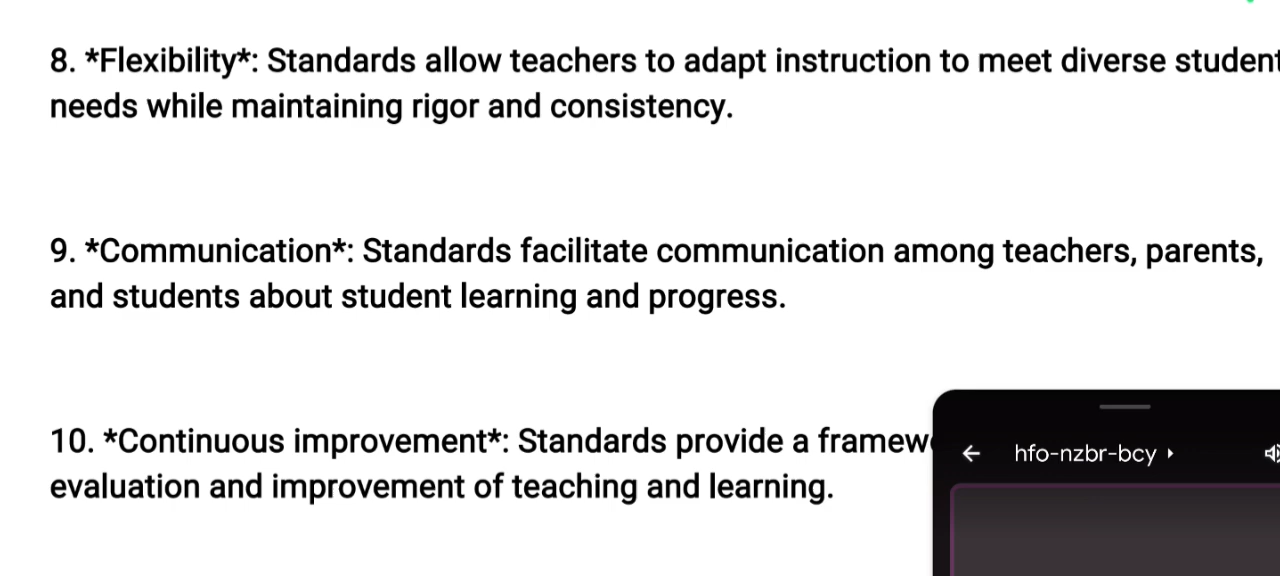 8. *Flexibility*: Standards allow teachers to adapt instruction to meet diverse student
needs while maintaining rigor and consistency.
9. *Communication*: Standards facilitate communication among teachers, parents,
and students about student learning and progress.
10. *Continuous improvement*: Standards provide a
evaluation and improvement of teaching and learning.
hfo-nzbr-bcy